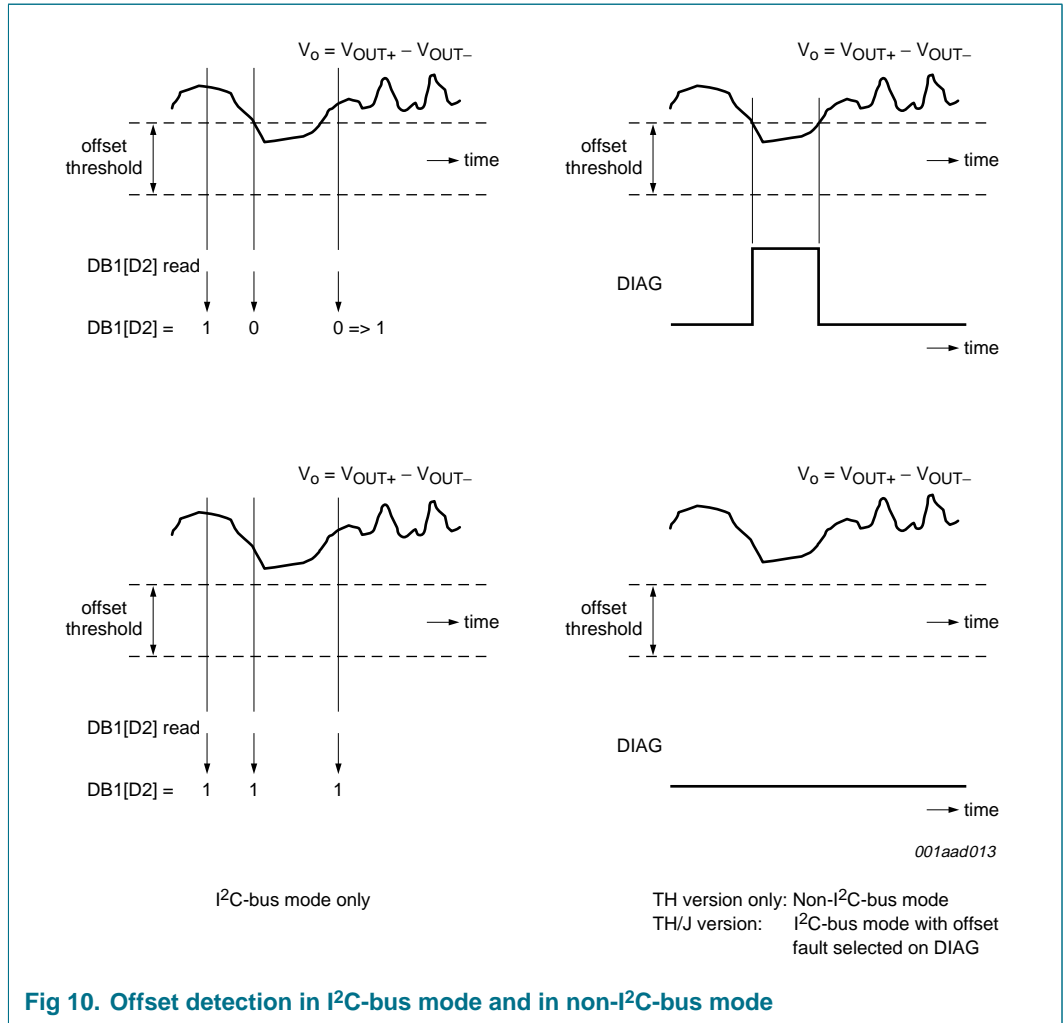 Vo = VOUT+ − VOUT−
offset
threshold
time
DB1[D2] read
DB1[D2] = 1 0 0 => 1
Vo = VOUT+ − VOUT−
offset
threshold
time
DIAG
time
Vo = VOUT+ − VOUT−
offset
threshold
time
DB1[D2] read
DB1[D2] = 1 1 1
I2C-bus mode only
Vo = VOUT+ − VOUT−
offset
threshold
time
DIAG
time
001aad013
TH version only: Non-I2C-bus mode
TH/J version: I2C-bus mode with offset
fault selected on DIAG
Fig 10. Offset detection in I2C-bus mode and in non-I2C-bus mode